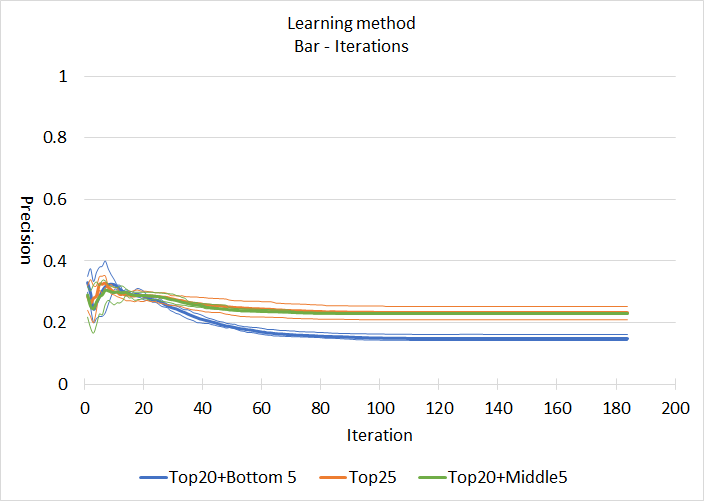 Learning method
Bar - Iterations
1
0.8
0.6
0.4
0.2
0
Precision
0 20 40 60 80 100 120 140 160 180 200
Iteration
Top20+Bottom 5 Top25 Top20+Middle5